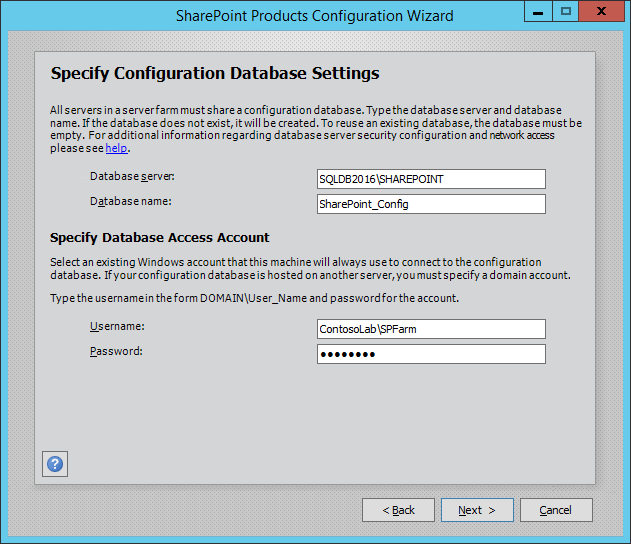 SharePoint Products Configuration Wizard
Specify Configuration Database Settings
All servers in a server farm must share a configuration database. Type the database server and database
name. If the database does not exist, it will be created. To reuse an existing database, the database must be
empty. For additional information regarding database server security configuration and network access
please see help.
Database server:
SQLDB2016\SHAREPOINT
Database name:
SharePoint_Config
Specify Database Access Account
Select an existing Windows account that this machine will always use to connect to the configuration
database. If your configuration database is hosted on another server, you must specify a domain account.
Type the username in the form DOMAIN\User_Name and password for the account.
Username:
ContosoLab\SPFarm
Password:
●●●●●●●●
?
< Back
Next >
Cancel